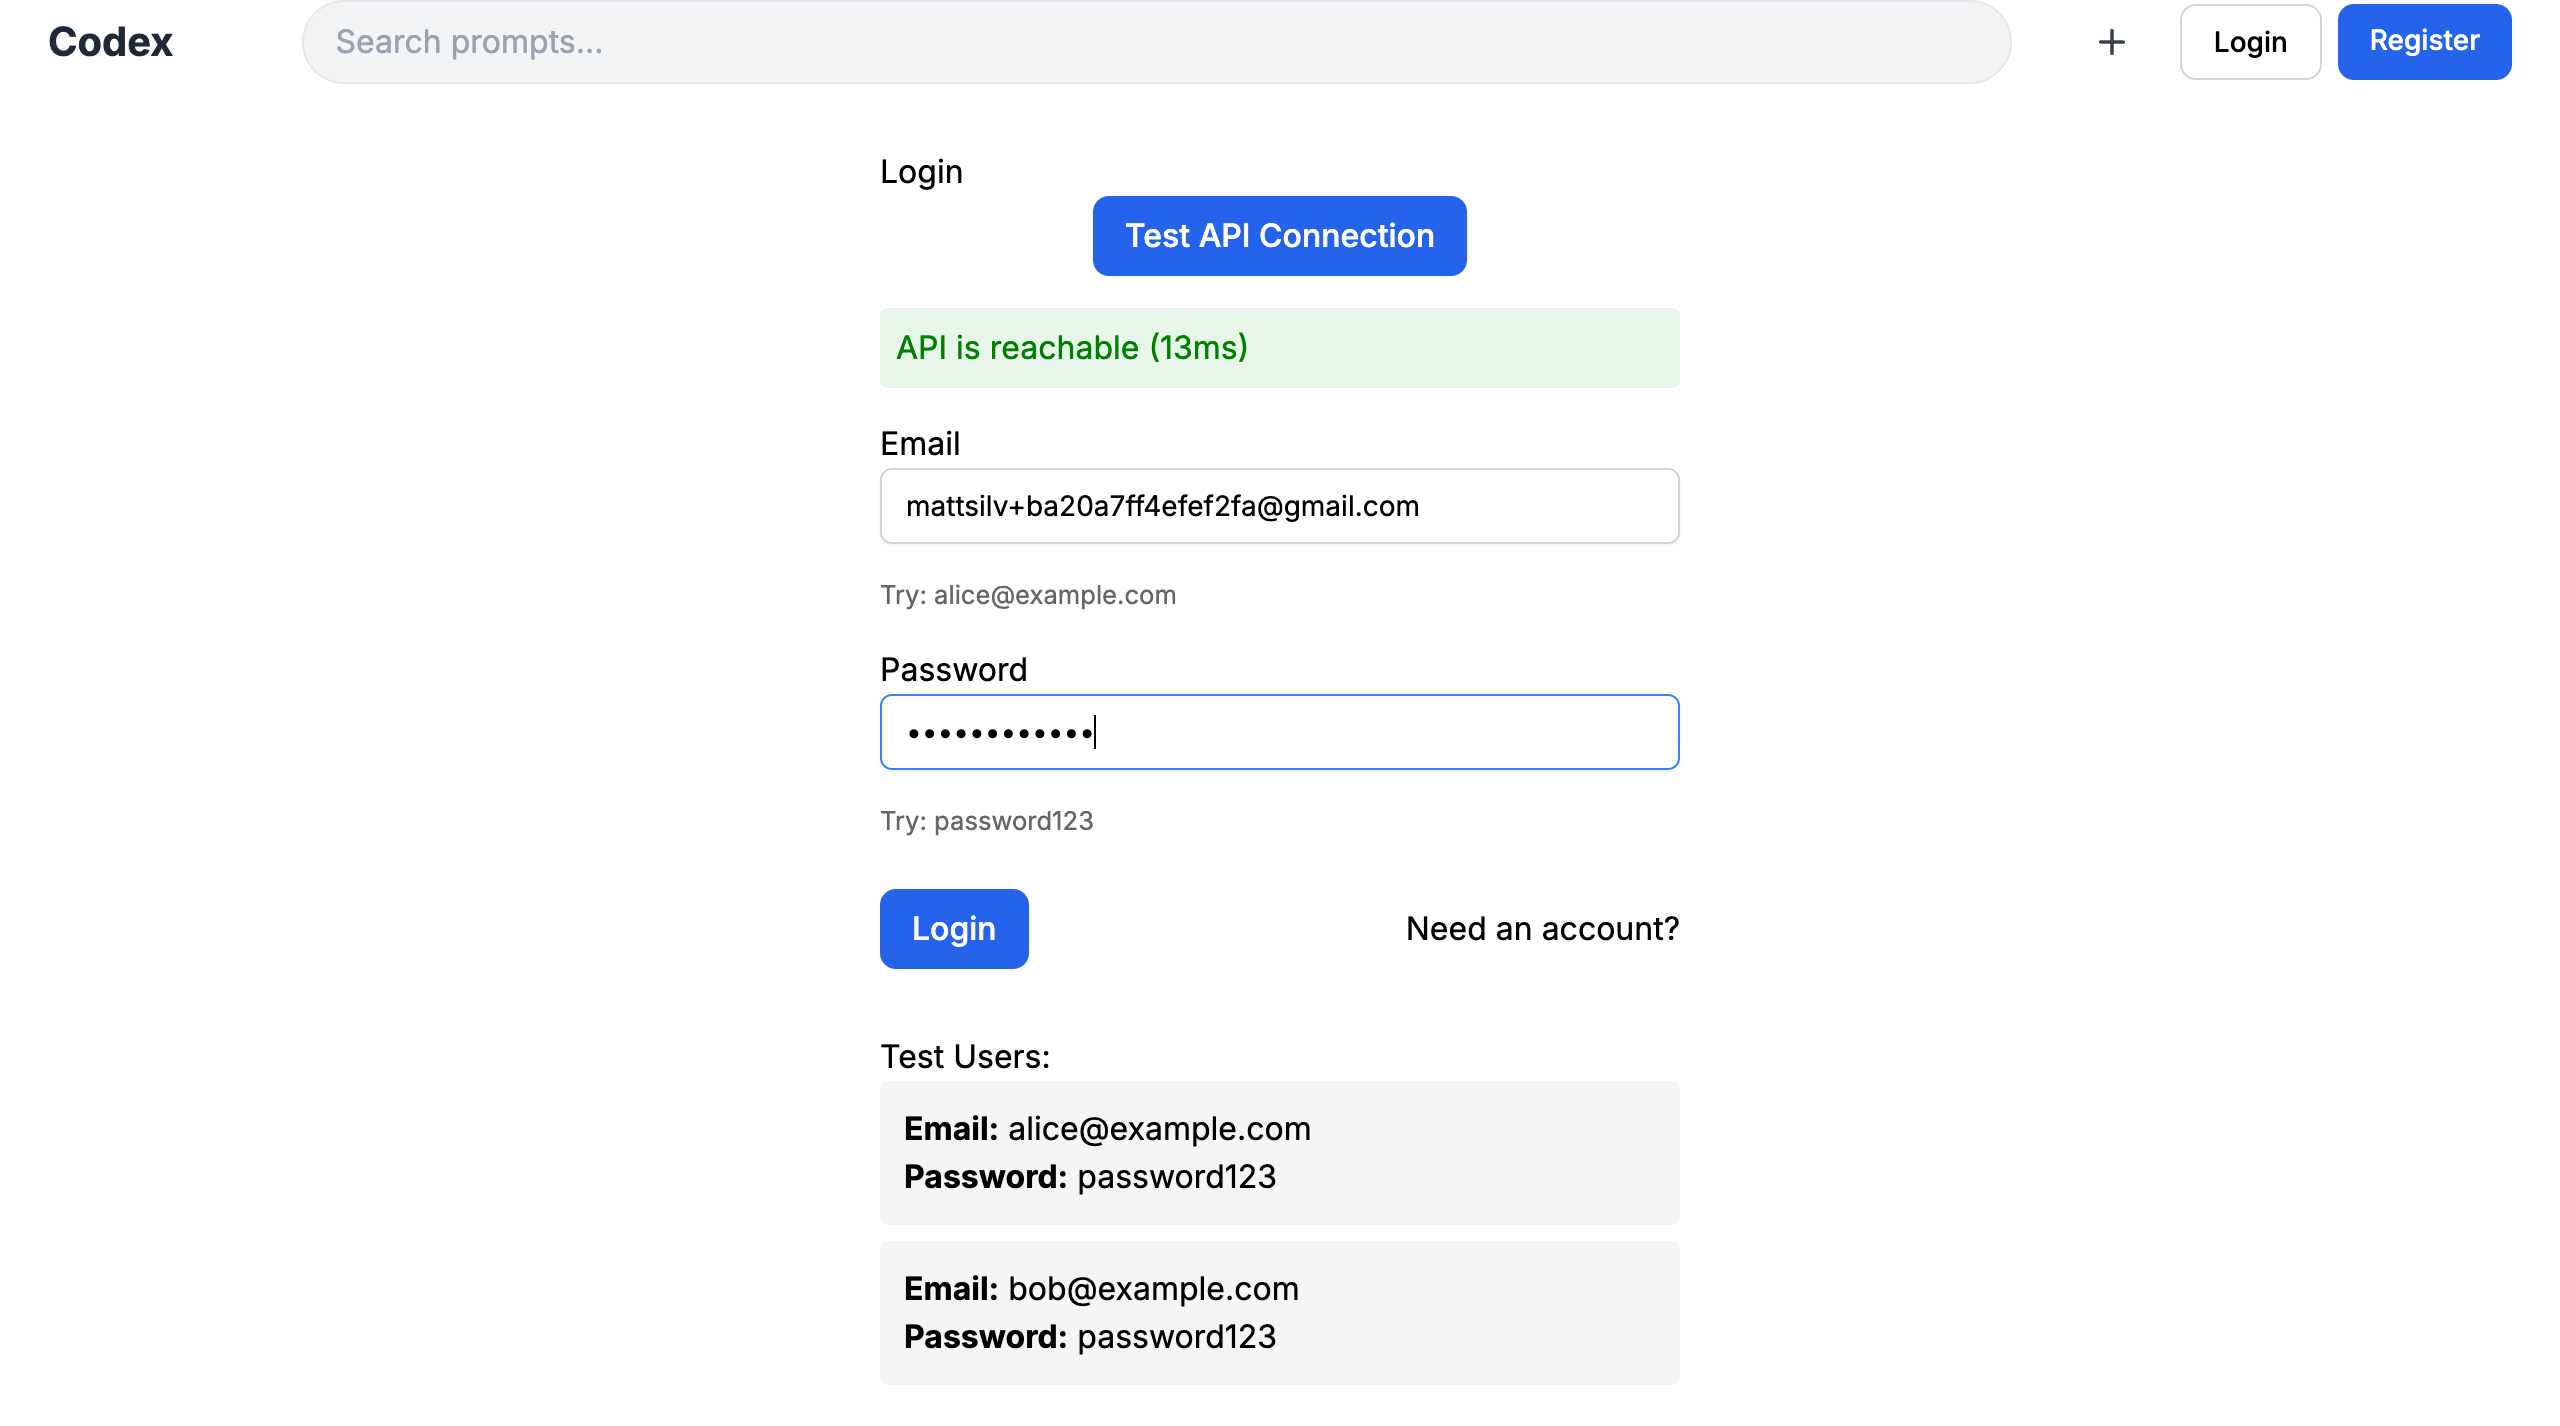 Codex
Search prompts...
+
Login
Register
Login
Test API Connection
API is reachable (13ms)
Email
mattsilv+ba20a7ff4efef2fa@gmail.com
Try: alice@example.com
Password
••••••••••••
Try: password123
Login
Need an account?
Test Users:
Email: alice@example.com
Password: password123
Email: bob@example.com
Password: password123